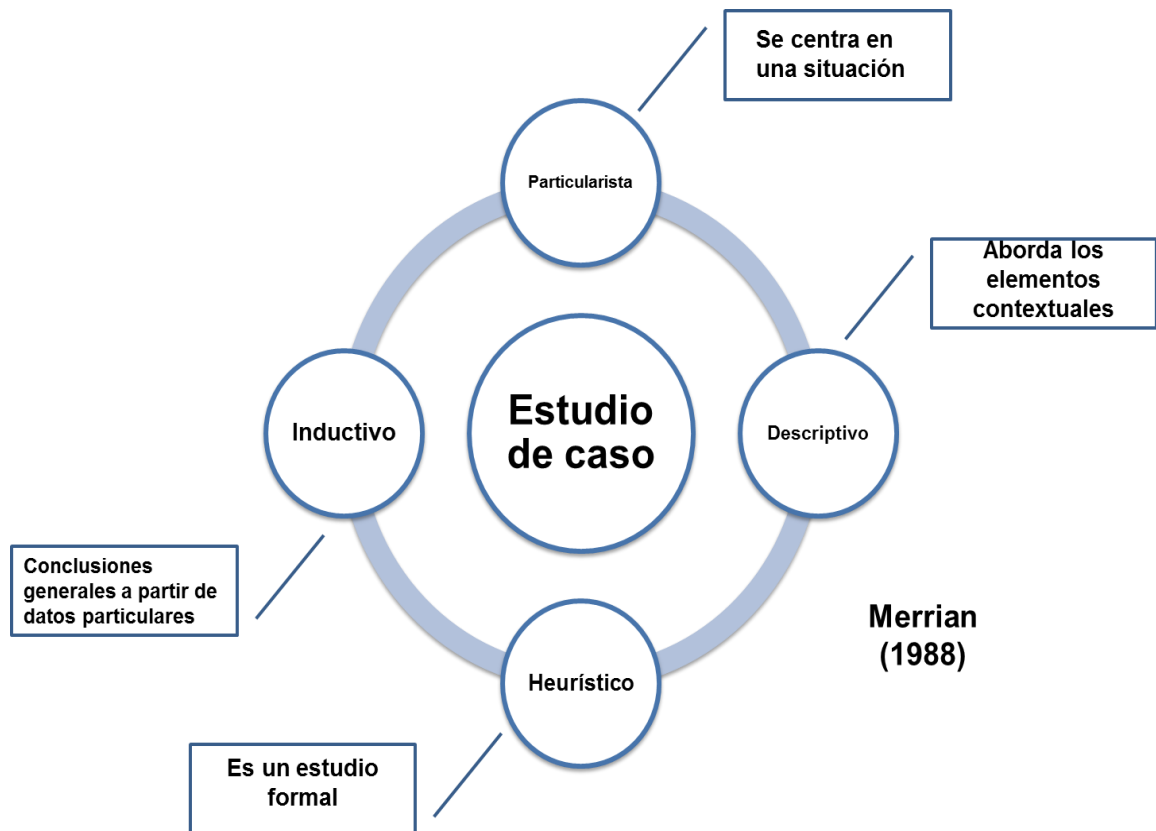 Se centra en
una situación
Particularista
Aborda los
elementos
contextuales
Estudio
de caso
Inductivo
Descriptivo
Conclusiones
generales a partir de
datos particulares
Merrian
(1988)
Heurístico
Es un estudio
formal